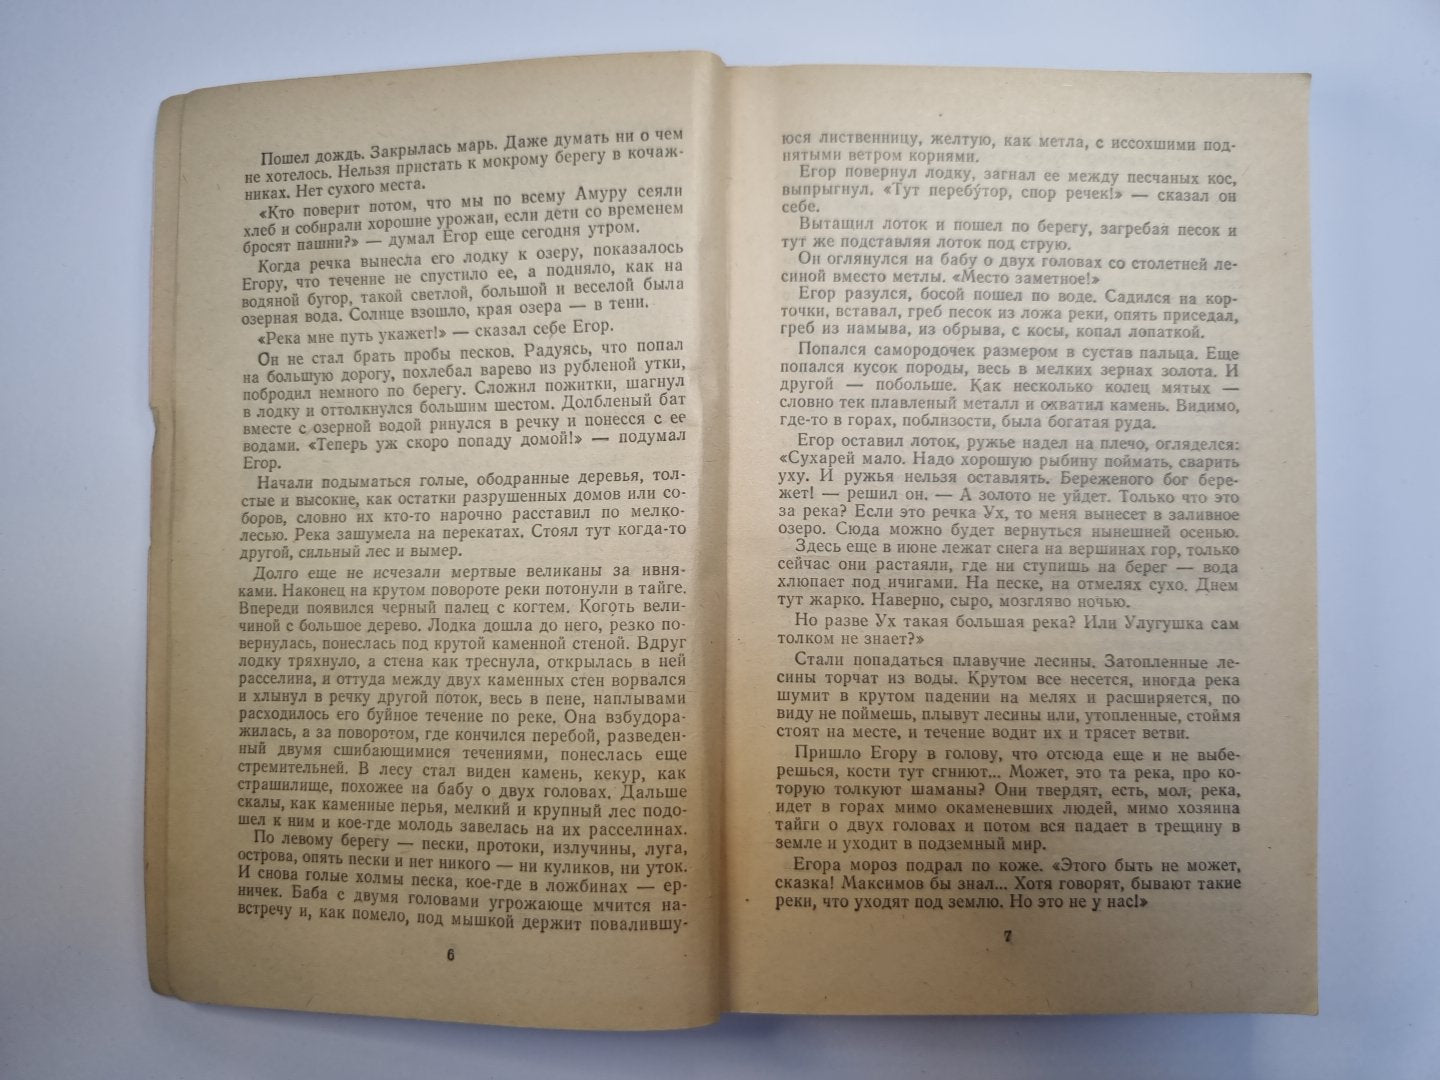 Пошел дождь. Закрылась марь. Даже думать ни о чем
не хотелось. Нельзя пристать к мокрому берегу в кочаж-
никах. Нет сухого места.
«Кто поверит потом, что мы по всему Амуру сеяли
хлеб и собирали хорошие урожаи, если дети со временем
бросят пашни?» — думал Егор еще сегодня утром.
Когда речка вынесла его лодку к озеру, показалось
Егору, что течение не спустило ее, а подняло, как на
водяной бугор, такой светлой, большой и веселой была
озерная вода. Солнце взошло, края озера — в тени.
«Река мне путь укажет!» — сказал себе Егор.
Он не стал брать пробы песков. Радуясь, что попал
на большую дорогу, похлебал варево из рубленой утки,
побродил немного по берегу. Сложил пожитки, шагнул
в лодку и оттолкнулся большим шестом. Долбленый бат
вместе с озерной водой ринулся в речку и понесся с ее
водами. «Теперь уж скоро попаду домой!» — подумал
Егор.
Начали подыматься голые, ободранные деревья, тол-
стые и высокие, как остатки разрушенных домов или со-
боров, словно их кто-то нарочно расставил по мелко-
лесью. Река зашумела на перекатах. Стоял тут когда-то
другой, сильный лес и вымер.
Долго еще не исчезали мертвые великаны за ивня-
ками. Наконец на крутом повороте реки потонули в тайге.
Впереди появился черный палец с когтем. Коготь вели-
чиной с большое дерево. Лодка дошла до него, резко по-
вернулась, понеслась под крутой каменной стеной. Вдруг
лодку тряхнуло, а стена как треснула, открылась в ней
расселина, и оттуда между двух каменных стен ворвался
и хлынул в речку другой поток, весь в пене, наплывами
расходилось его буйное течение по реке. Она взбудора-
жилась, а за поворотом, где кончился перебой, разведен-
ный двумя сшибающимися течениями, понеслась еще
стремительней. В лесу стал виден камень, кекур, как
страшилище, похожее на бабу о двух головах. Дальше
скалы, как каменные перья, мелкий и крупный лес подо-
шел к ним и кое-где молодь завелась на их расселинах.
По левому берегу — пески, протоки, излучины, луга,
острова, опять пески и нет никого — ни куликов, ни уток.
И снова голые холмы песка, кое-где в ложбинах — ер-
ничек. Баба с двумя головами угрожающе мчится на-
встречу и, как помело, под мышкой держит повалившу-
6
юся лиственницу, желтую, как метла, с иссохшими под-
нятыми ветром корнями.
Егор повернул лодку, загнал ее между песчаных кос,
выпрыгнул. «Тут перебу́тор, спор речек!» — сказал он
себе.
Вытащил лоток и пошел по берегу, загребая песок и
тут же подставляя лоток под струю.
Он оглянулся на бабу о двух головах со столетней ле-
синой вместо метлы. «Место заметное!»
Егор разулся, босой пошел по воде. Садился на кор-
точки, вставал, греб песок из ложа реки, опять приседал,
греб из намыва, из обрыва, с косы, копал лопаткой.
Попался самородочек размером в сустав пальца. Еще
попался кусок породы, весь в мелких зернах золота. И
другой — побольше. Как несколько колец мятых —
словно тек плавленый металл и охватил камень. Видимо,
где-то в горах, поблизости, была богатая руда.
Егор оставил лоток, ружье надел на плечо, огляделся:
«Сухарей мало. Надо хорошую рыбину поймать, сварить
уху. И ружья нельзя оставлять. Береженого бог бере-
жет! — решил он. — А золото не уйдет. Только что это
за река? Если это речка Ух, то меня вынесет в заливное
озеро. Сюда можно будет вернуться нынешней осенью.
Здесь еще в июне лежат снега на вершинах гор, только
сейчас они растаяли, где ни ступишь на берег — вода
хлюпает под ичигами. На песке, на отмелях сухо. Днем
тут жарко. Наверно, сыро, мозгляво ночью.
Но разве Ух такая большая река? Или Улугушка сам
толком не знает?»
Стали попадаться плавучие лесины. Затопленные ле-
сины торчат из воды. Крутом все несется, иногда река
шумит в крутом падении на мелях и расширяется, по
виду не поймешь, плывут лесины или, утопленные, стоймя
стоят на месте, и течение водит их и трясет ветви.
Пришло Егору в голову, что отсюда еще и не выбе-
решься, кости тут сгниют... Может, это та река, про ко-
торую толкуют шаманы? Они твердят, есть, мол, река,
идет в горах мимо окаменевших людей, мимо хозяина
тайги о двух головах и потом вся падает в трещину в
земле и уходит в подземный мир.
Егора мороз подрал по коже. «Этого быть не может,
сказка! Максимов бы знал... Хотя говорят, бывают такие
реки, что уходят под землю. Но это не у нас!»
7